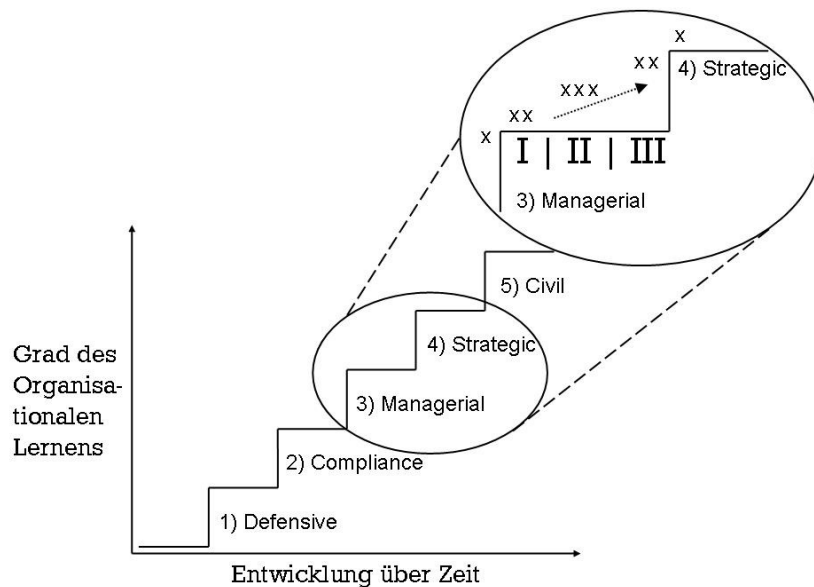 x
4) Strategic
xx
xxx
xx
x
I | II | III
3) Managerial
5) Civil
4) Strategic
3) Managerial
2) Compliance
1) Defensive
Grad des
Organisa-
tionalen
Lernens
Entwicklung über Zeit